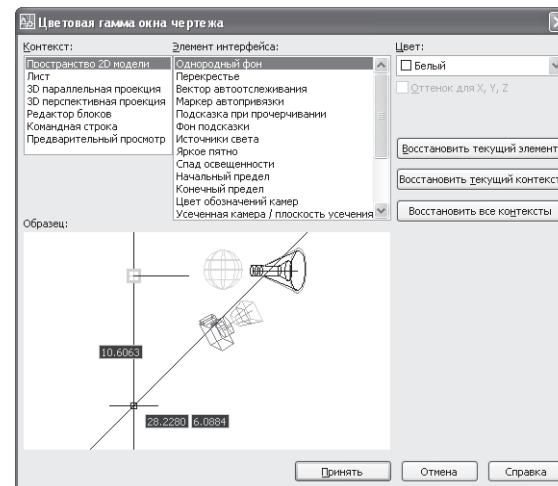 Цветовая гамма окна чертежа
Контекст:
Пространство 2D модели
Лист
3D параллельная проекция
3D перспективная проекция
Редактор блоков
Командная строка
Предварительный просмотр
Элемент интерфейса:
Однородный фон
Перекрестье
Вектор автоотслеживания
Маркер автопривязки
Подсказка при прочерчивании
Фон подсказки
Источники света
Яркое пятно
Спад освещенности
Начальный предел
Конечный предел
Цвет обозначений камер
Усеченная камера / плоскость усечения
Цвет:
Белый
Оттенок для X, Y, Z
Восстановить текущий элемент
Восстановить текущий контекст
Восстановить все контексты
Образец:
10.6063
28.2280 6.0884
Принять
Отмена
Справка